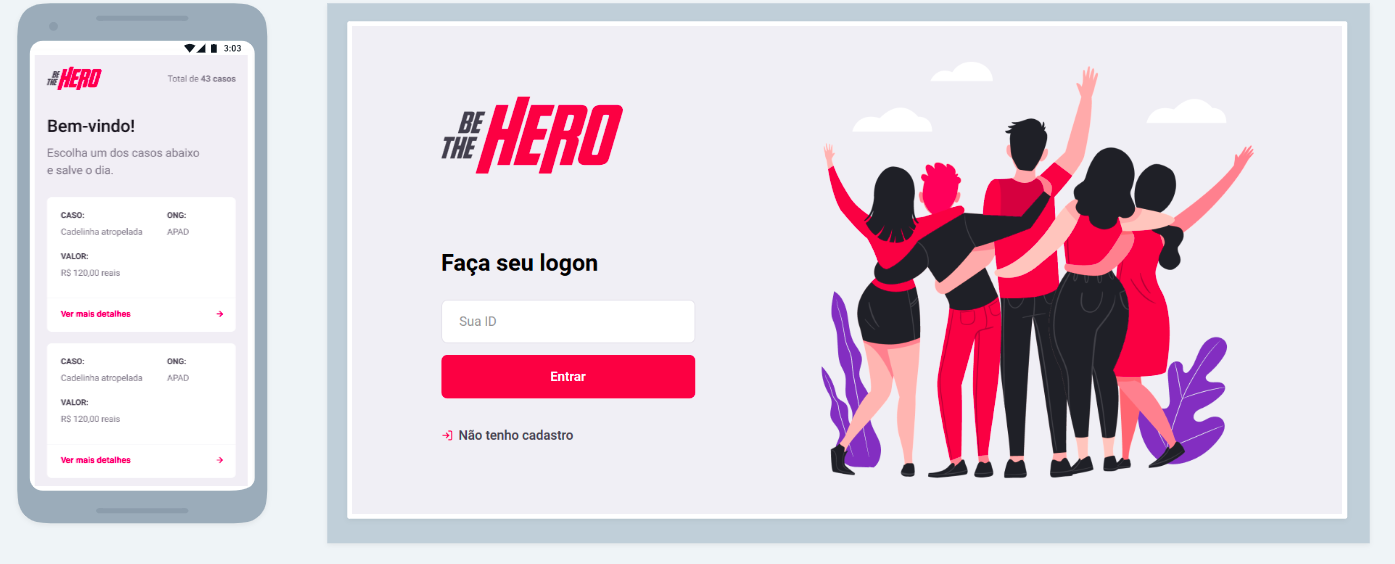 3:03
BE
THE
HERO
Total de 43 casos
Bem-vindo!
Escolha um dos casos abaixo
e salve o dia.
CASO: ONG:
Cadelinha atropelada APAD
VALOR:
R$ 120,00 reais
Ver mais detalhes
CASO: ONG:
Cadelinha atropelada APAD
VALOR:
R$ 120,00 reais
Ver mais detalhes
BE
THE
HERO
Faça seu logon
Sua ID
Entrar
Não tenho cadastro